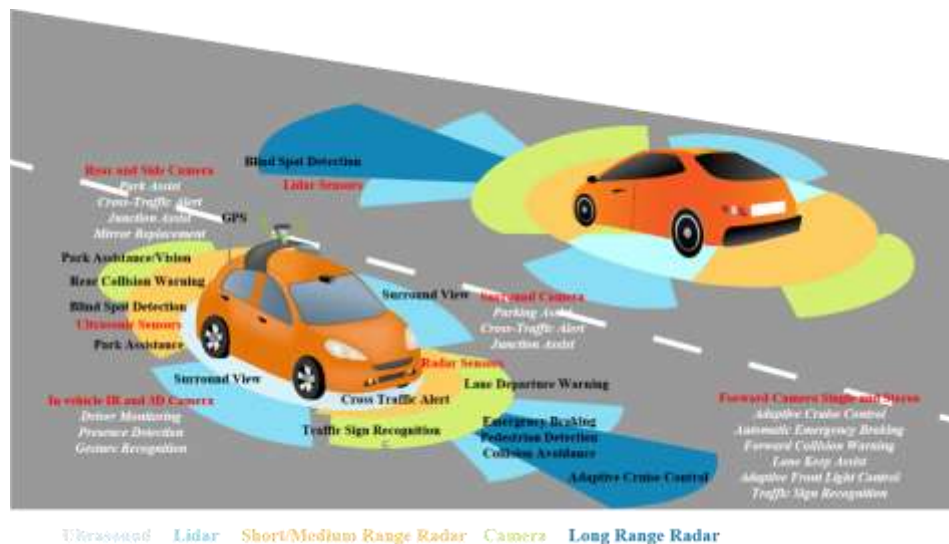 Blind Spot Detection
Lidar Sensors
Rear and Side Camera
Park Assist
Cross-Traffic Alert
Junction Assist
Mirror Replacement
GPS
Park Assistance/Vision
Rear Collision Warning
Blind Spot Detection
Ultrasonic Sensors
Park Assistance
Surround View
Surround View
Surround Camera
Parking Assist
Cross-Traffic Alert
Junction Assist
Radar Sensors
Lane Departure Warning
Cross Traffic Alert
Traffic Sign Recognition
In vehicle IR and 3D Camera
Driver Monitoring
Presence Detection
Gesture Recognition
Emergency Braking
Pedestrian Detection
Collision Avoidance
Adaptive Cruise Control
Forward Camera Single and Stereo
Adaptive Cruise Control
Automatic Emergency Braking
Forward Collision Warning
Lane Keep Assist
Adaptive Front Light Control
Traffic Sign Recognition
Ultrasound Lidar Short/Medium Range Radar Camera Long Range Radar